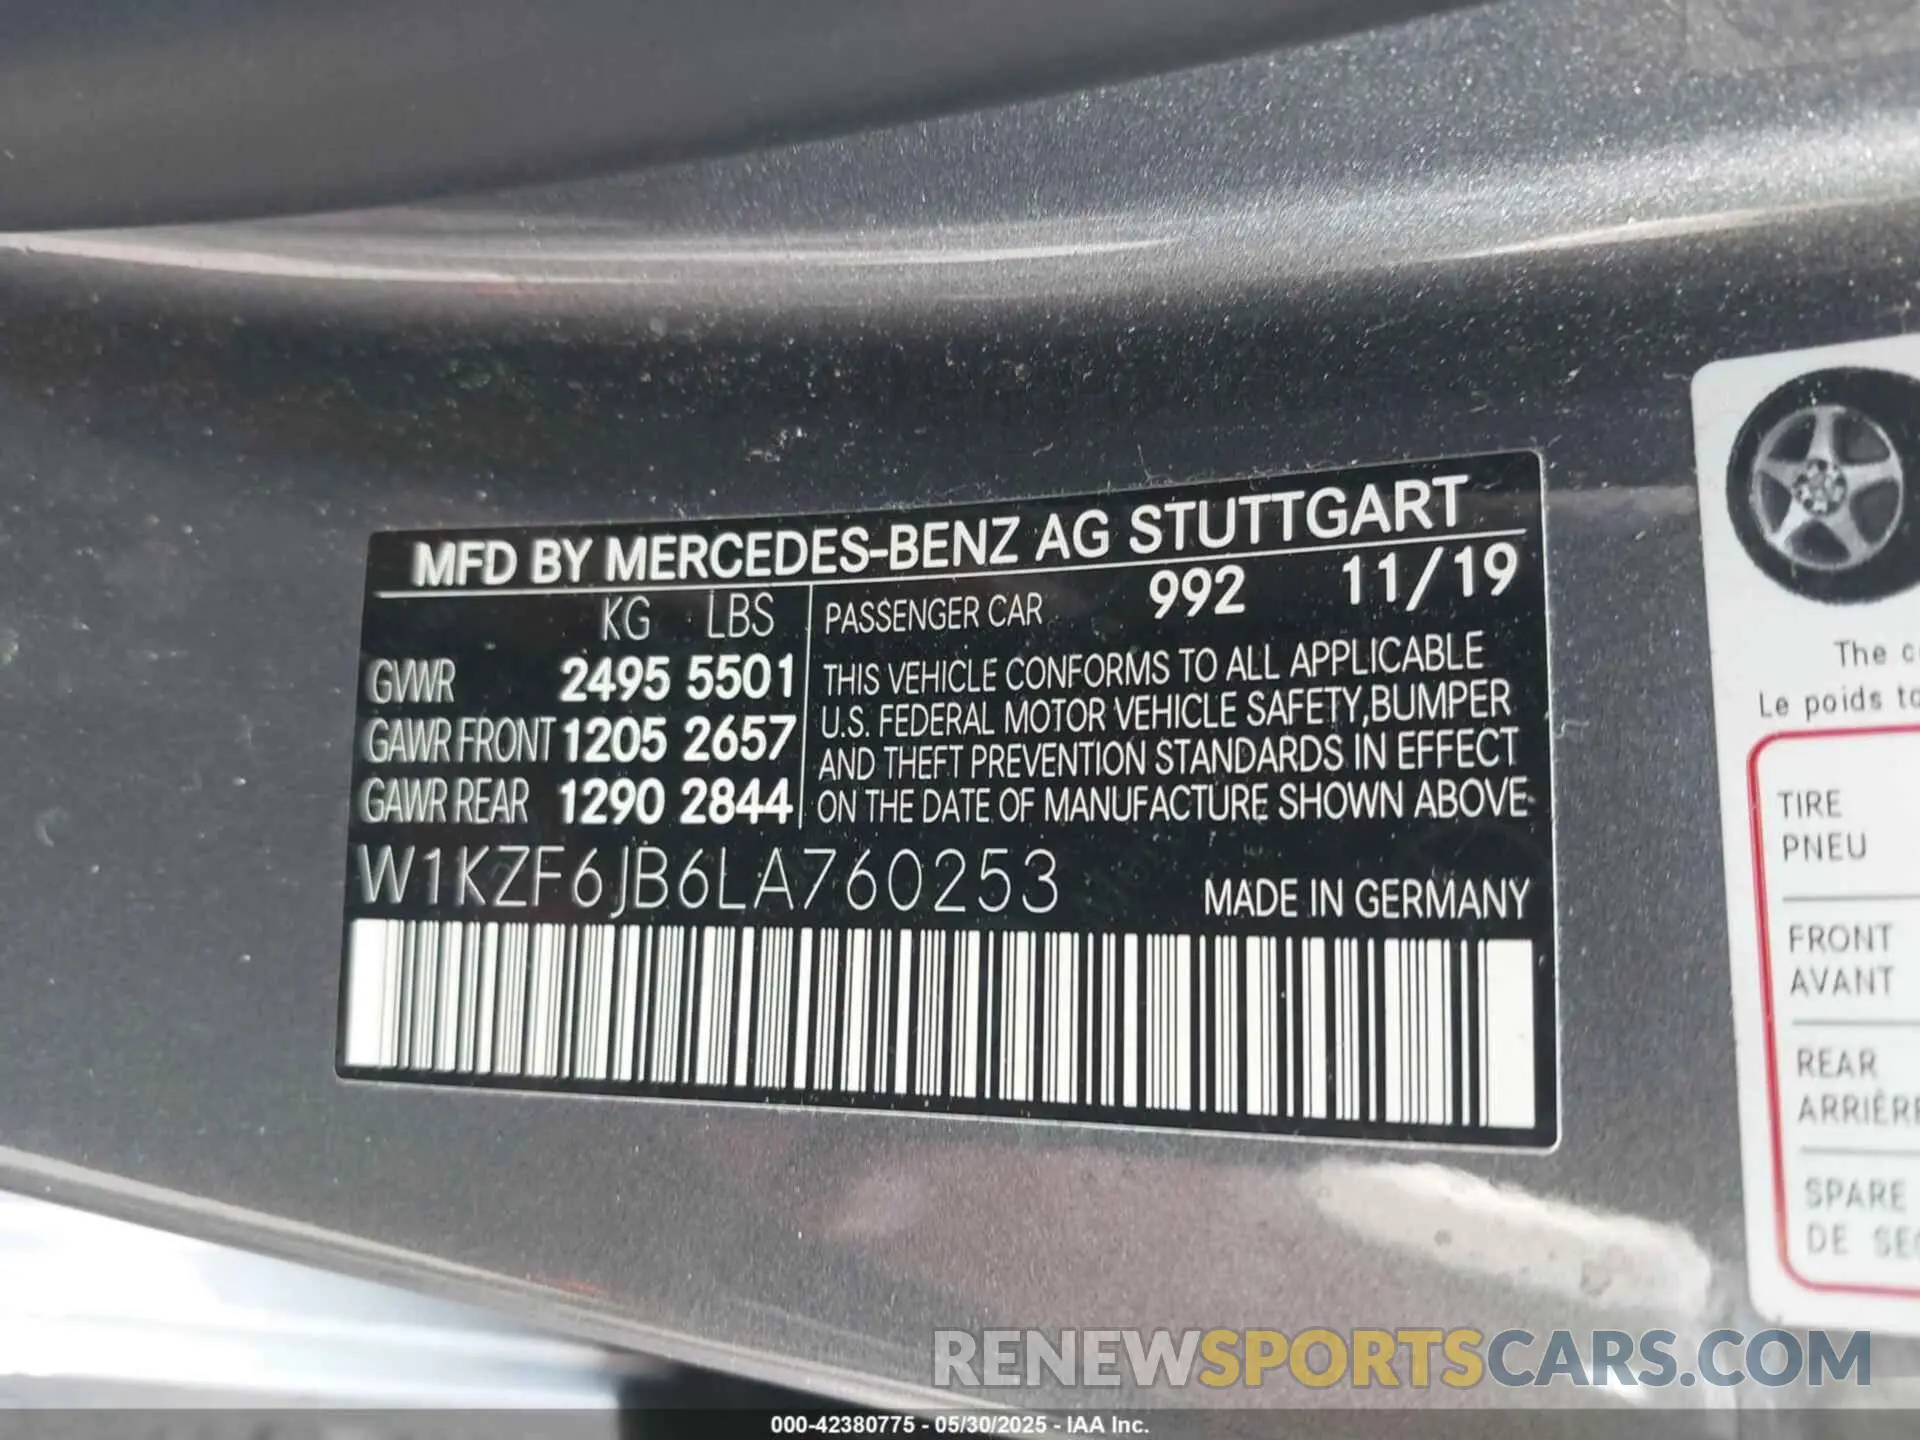 MFD BY MERCEDES-BENZ AG STUTTGART
KG LBS
PASSENGER CAR 992 11/19
GVWR 2495 5501
GAWR FRONT 1205 2657
GAWR REAR 1290 2844
THIS VEHICLE CONFORMS TO ALL APPLICABLE
U.S. FEDERAL MOTOR VEHICLE SAFETY,BUMPER
AND THEFT PREVENTION STANDARDS IN EFFECT
ON THE DATE OF MANUFACTURE SHOWN ABOVE
W1KZF6JB6LA760253
MADE IN GERMANY
The
Le poids
TIRE
PNEU
FRONT
AVANT
REAR
ARRIÈRE
SPARE
DE
RENEWSPORTSCARS.COM
000-42380775 - 05/30/2025 - IAA Inc.